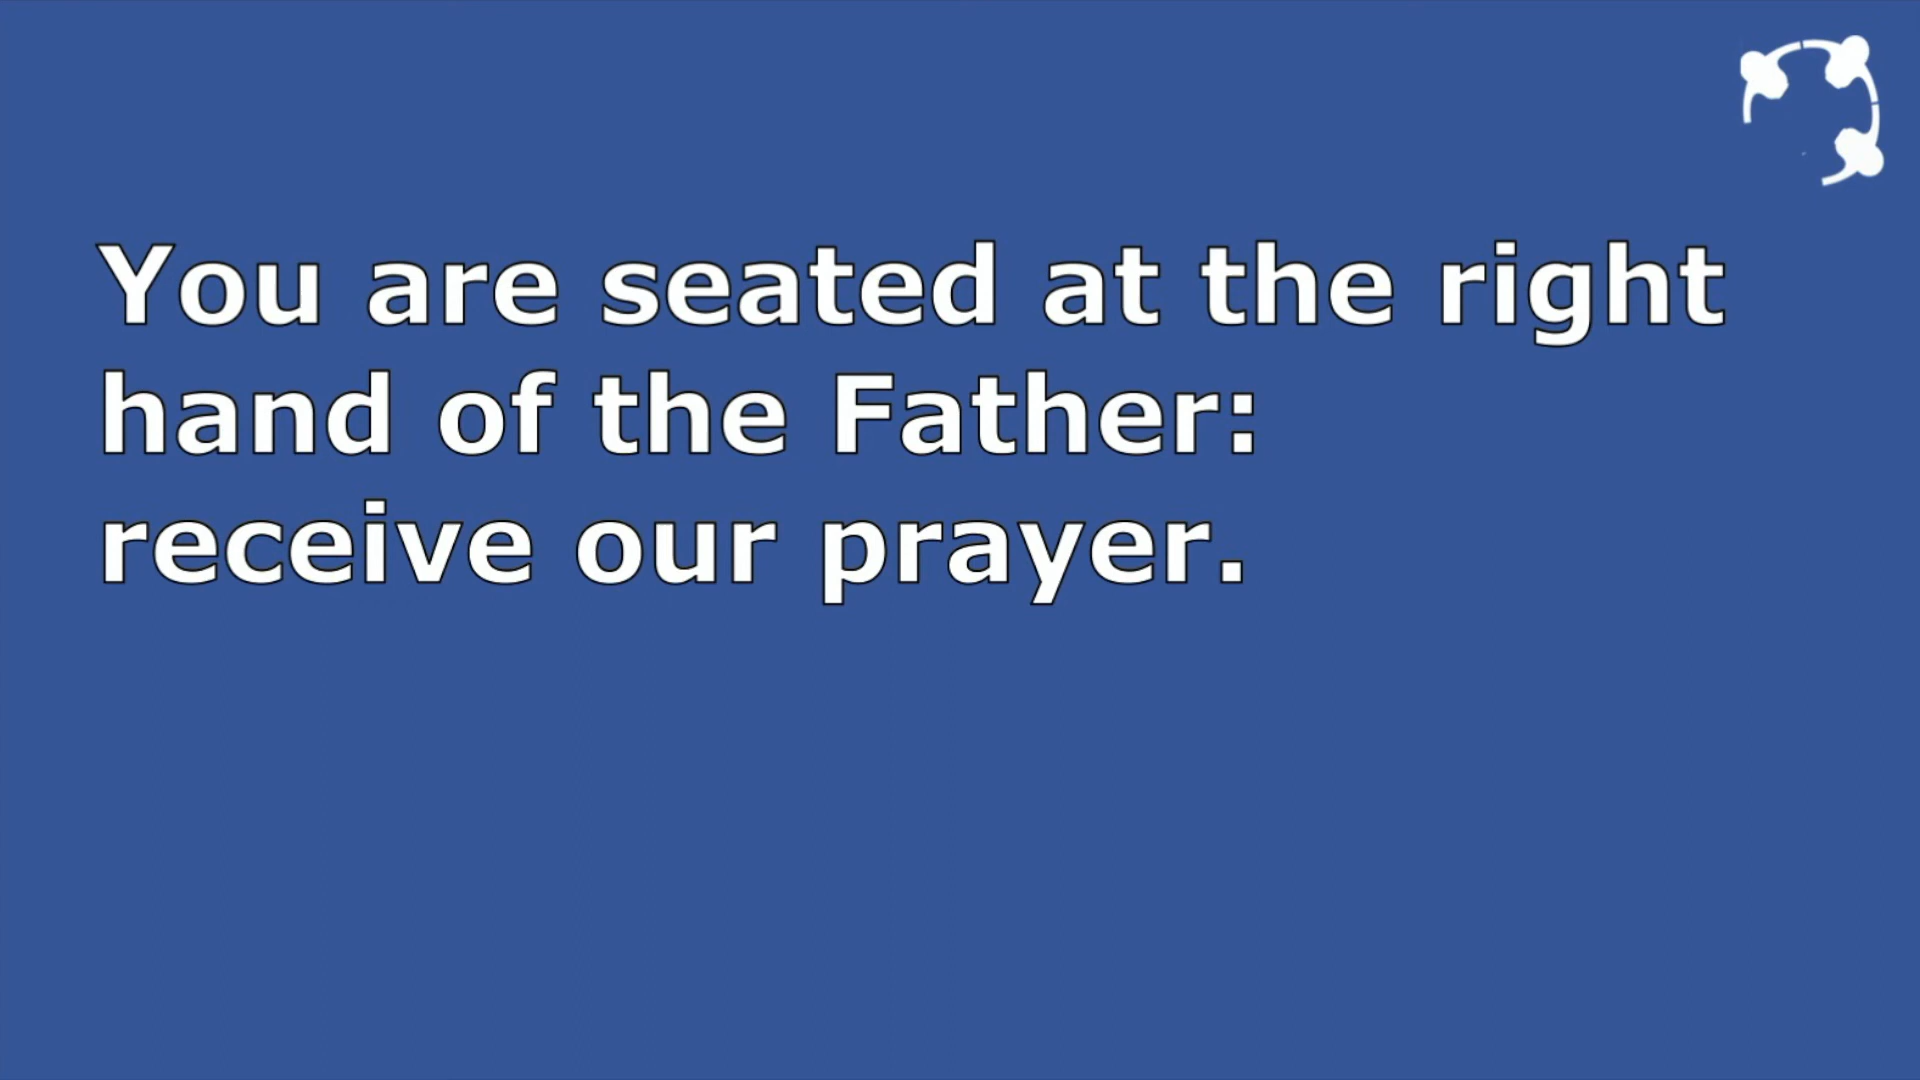 You are seated at the right
hand of the Father:
receive our prayer.